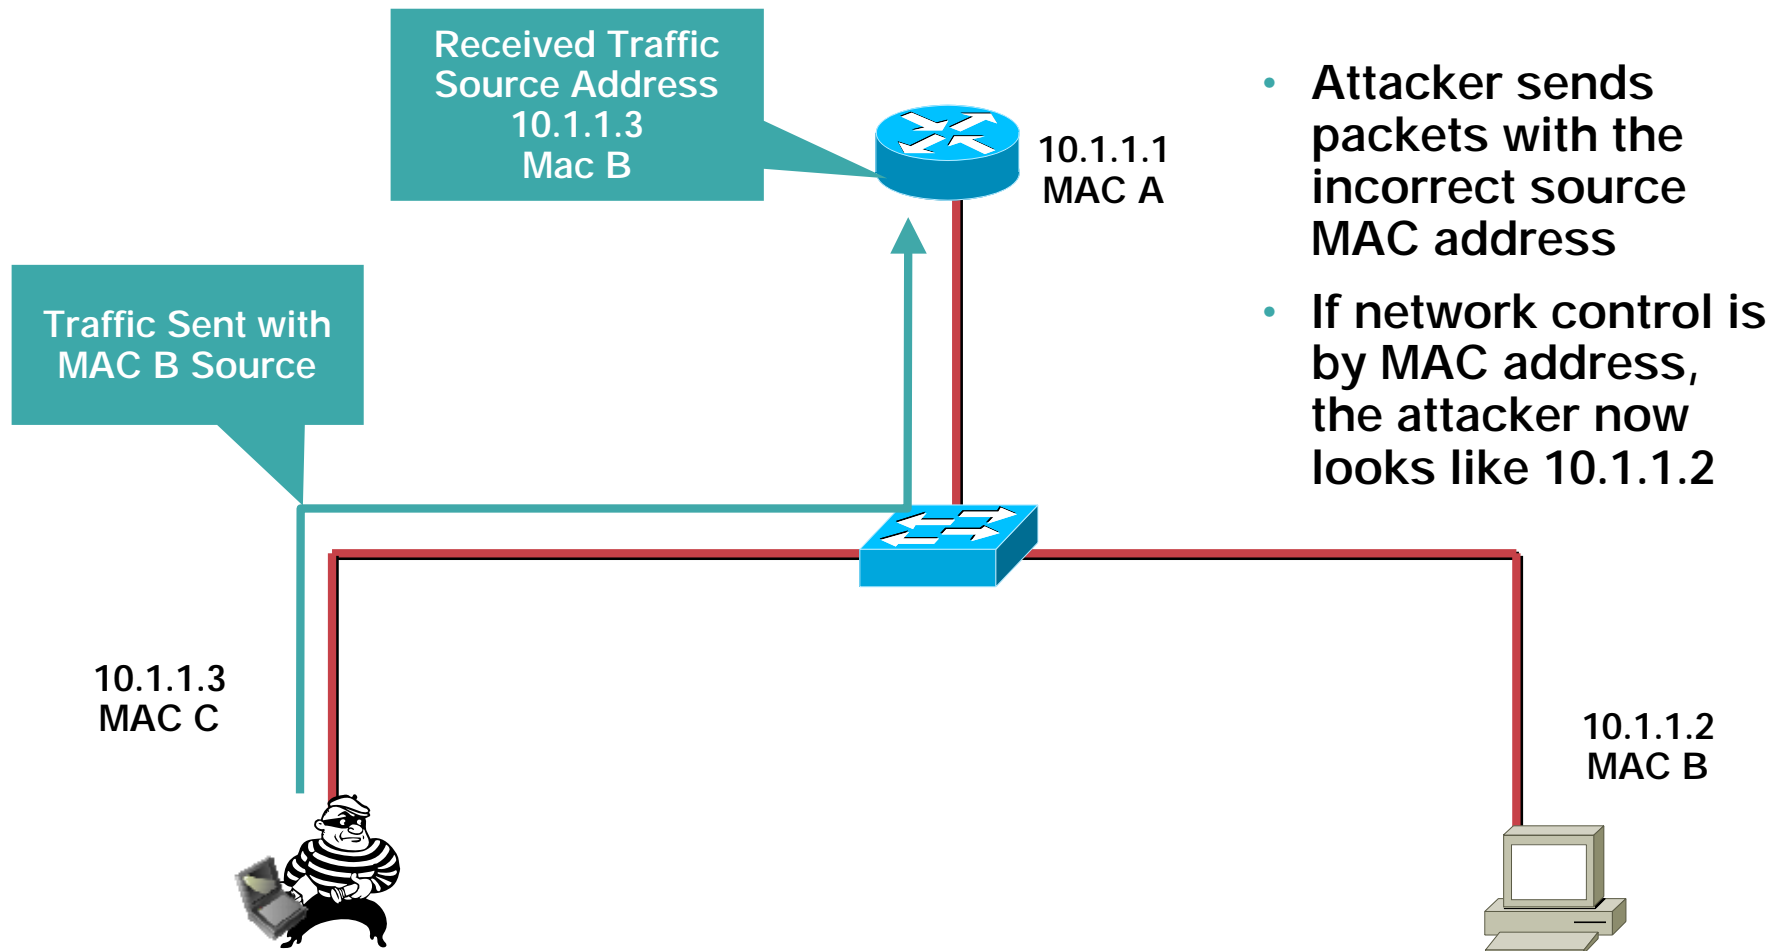 Received Traffic
Source Address
10.1.1.3
Mac B
10.1.1.1
MAC A
Traffic Sent with
MAC B Source
10.1.1.3
MAC C
10.1.1.2
MAC B
• Attacker sends
packets with the
incorrect source
MAC address
• If network control is
by MAC address,
the attacker now
looks like 10.1.1.2